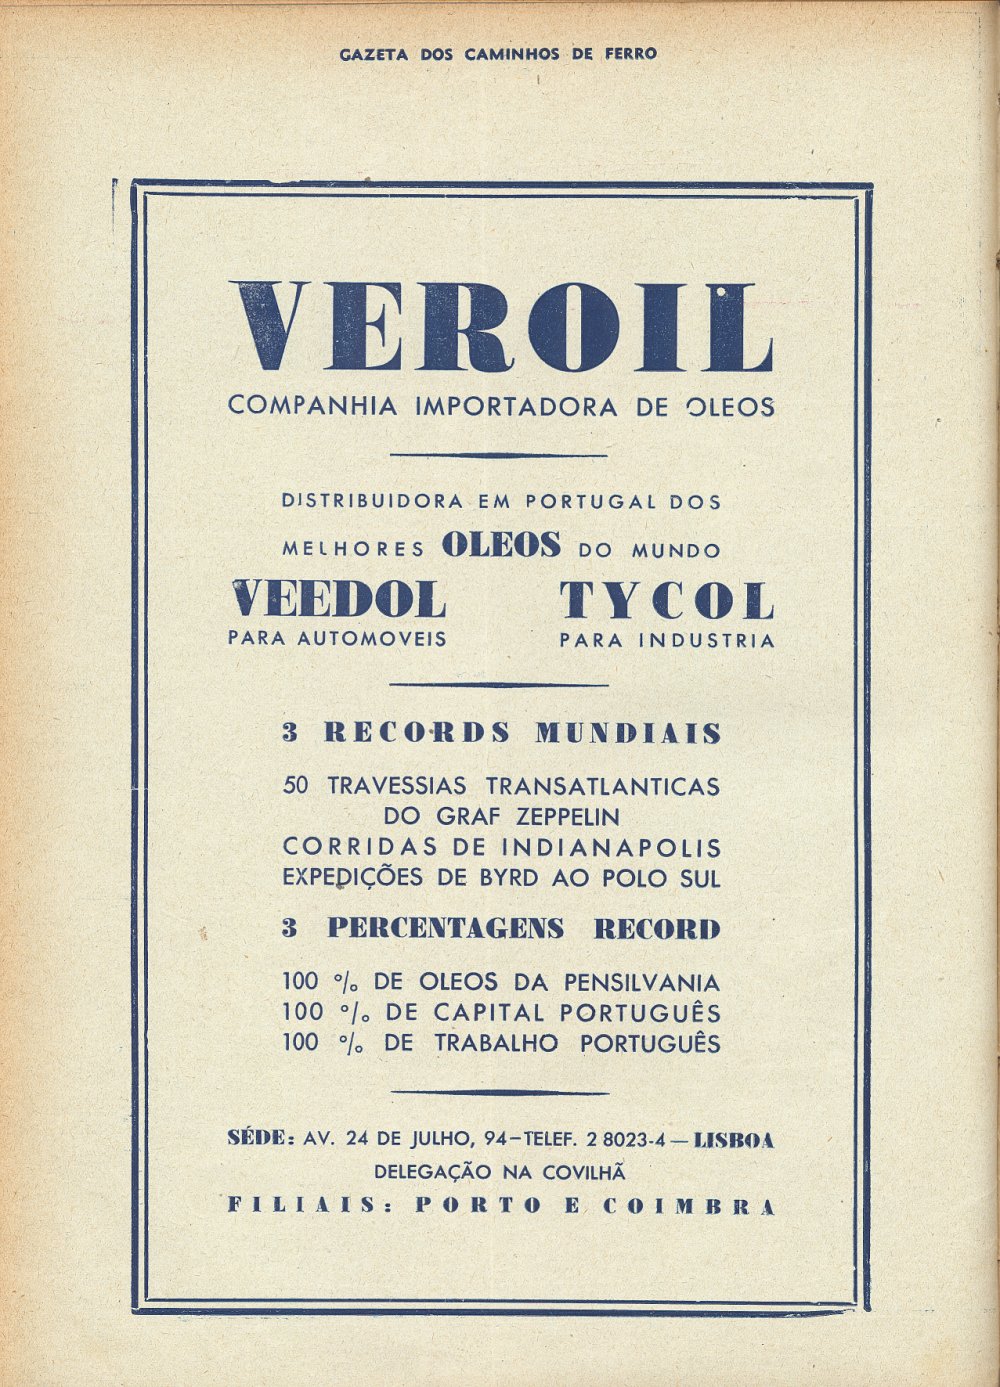 GAZETA DOS CAMINHOS DE FERRO
VEROIL
COMPANHIA IMPORTADORA DE OLEOS
DISTRIBUIDORA EM PORTUGAL DOS
MELHORES OLEOS DO MUNDO
VEEDOL TYCOL
PARA AUTOMOVEIS PARA INDUSTRIA
3 RECORDS MUNDIAIS
50 TRAVESSIAS TRANSATLANTICAS
DO GRAF ZEPPELIN
CORRIDAS DE INDIANAPOLIS
EXPEDIÇÕES DE BYRD AO POLO SUL
3 PERCENTAGENS RECORD
100 % DE OLEOS DA PENSILVANIA
100 % DE CAPITAL PORTUGUÊS
100 % DE TRABALHO PORTUGUÊS
SÉDE: AV. 24 DE JULHO, 94–TELEF. 2 8023-4 — LISBOA
DELEGAÇÃO NA COVILHÃ
FILIAIS: PORTO E COIMBRA